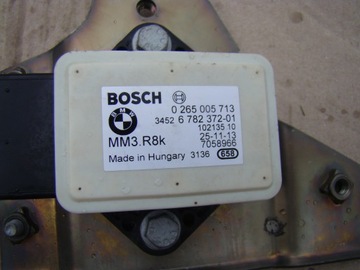 BOSCH
0 265 005 713
BMW
3452 6 782 372-01
102135 10
MM3.R8k
25-11-13
7058966
Made in Hungary 3136 658